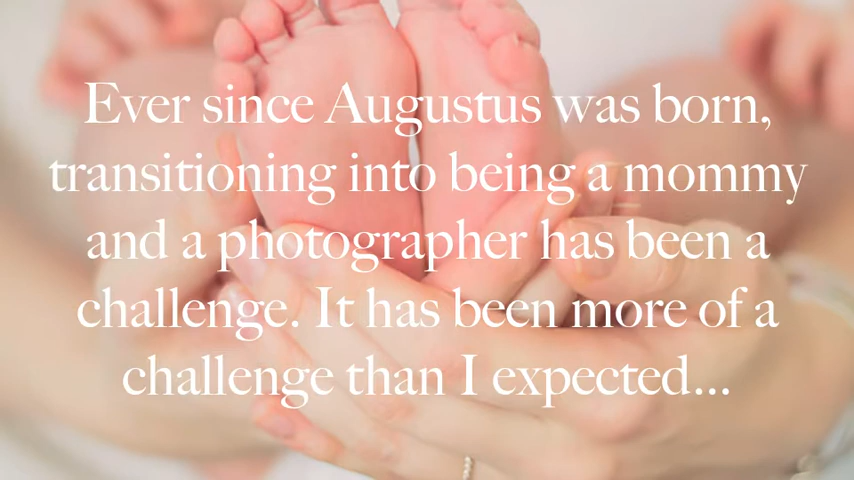 Ever since Augustus was born,
transitioning into being a mommy
and a photographer has been a
challenge. It has been more of a
challenge than I expected...